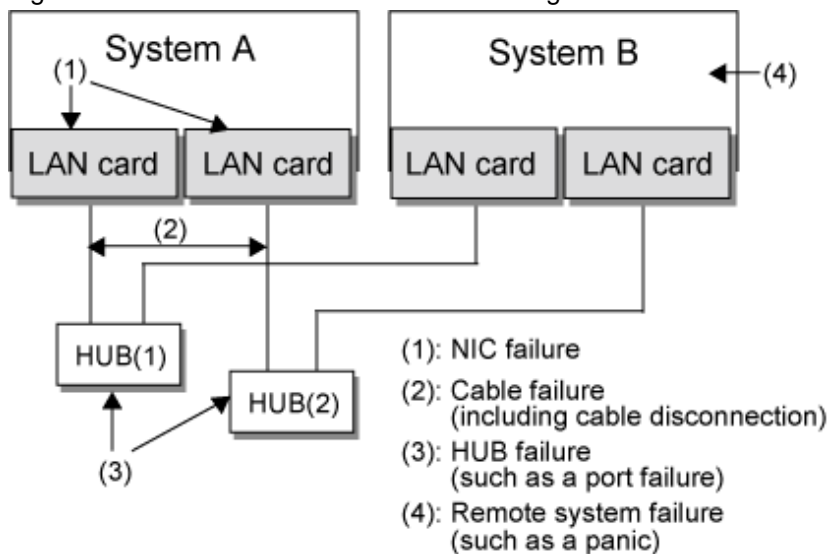 System A
System B
(1)
(4)
LAN card
LAN card
LAN card
LAN card
(2)
HUB(1)
HUB(2)
(3)
(1): NIC failure
(2): Cable failure
(including cable disconnection)
(3): HUB failure
(such as a port failure)
(4): Remote system failure
(such as a panic)